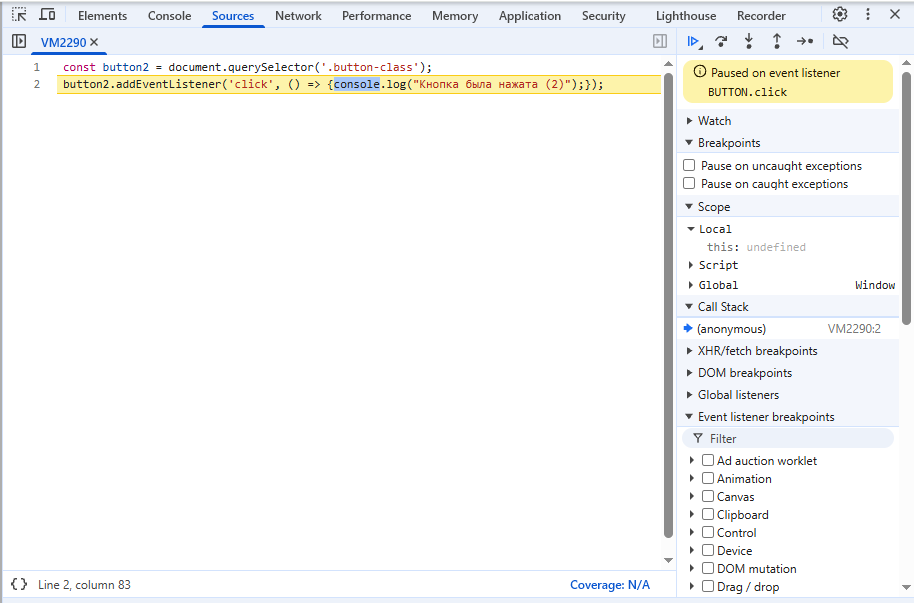 Elements Console Sources Network Performance Memory Application Security Lighthouse Recorder
VM2290
1 const button2 = document.querySelector('.button-class');
2 button2.addEventListener('click', () => {console.log("Кнопка была нажата (2)");});
Line 2, column 83
Coverage: N/A
Paused on event listener
BUTTON.click
Watch
Breakpoints
Pause on uncaught exceptions
Pause on caught exceptions
Scope
Local
this: undefined
Script
Global Window
Call Stack
(anonymous) VM2290:2
XHR/fetch breakpoints
DOM breakpoints
Global listeners
Event listener breakpoints
Filter
Ad auction worklet
Animation
Canvas
Clipboard
Control
Device
DOM mutation
Drag / drop